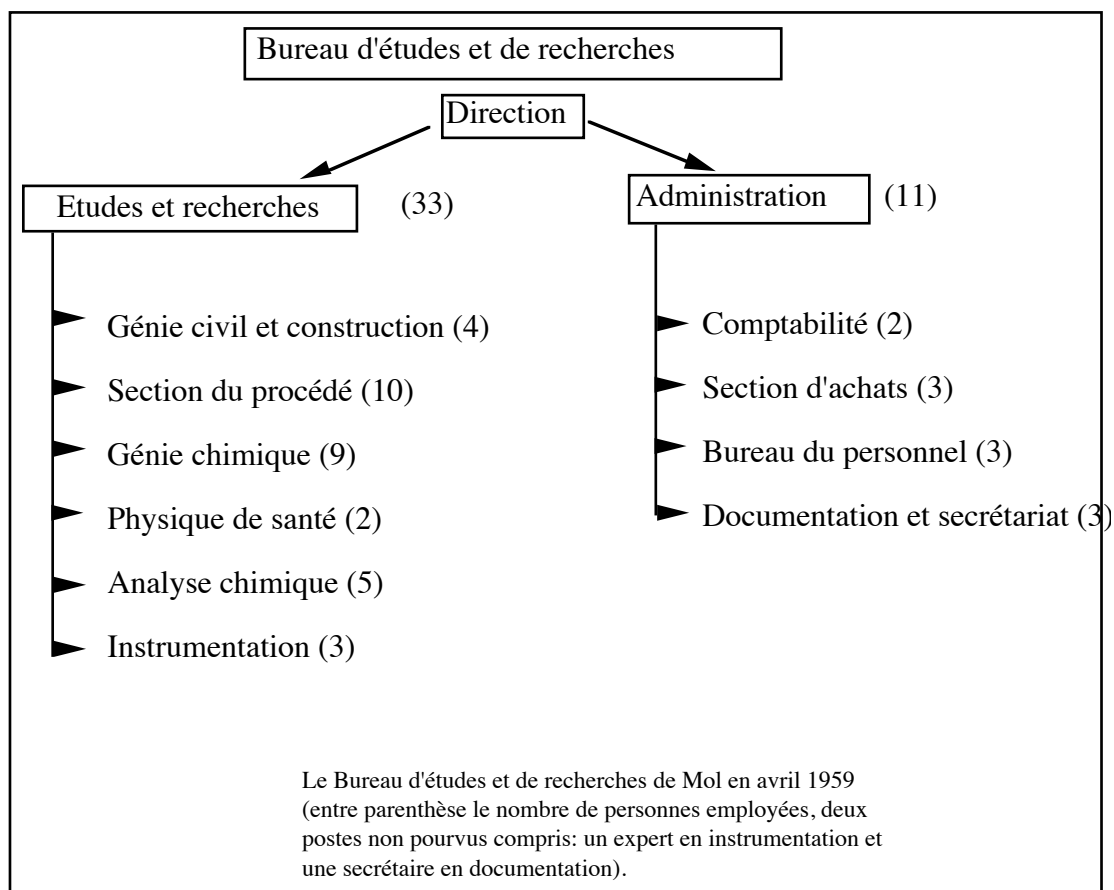 Bureau d'études et de recherches
Direction
Etudes et recherches (33)
Administration (11)
Génie civil et construction (4)
Section du procédé (10)
Génie chimique (9)
Physique de santé (2)
Analyse chimique (5)
Instrumentation (3)
Comptabilité (2)
Section d'achats (3)
Bureau du personnel (3)
Documentation et secrétariat (3)
Le Bureau d'études et de recherches de Mol en avril 1959
(entre parenthèse le nombre de personnes employées, deux
postes non pourvus compris: un expert en instrumentation et
une secrétaire en documentation).